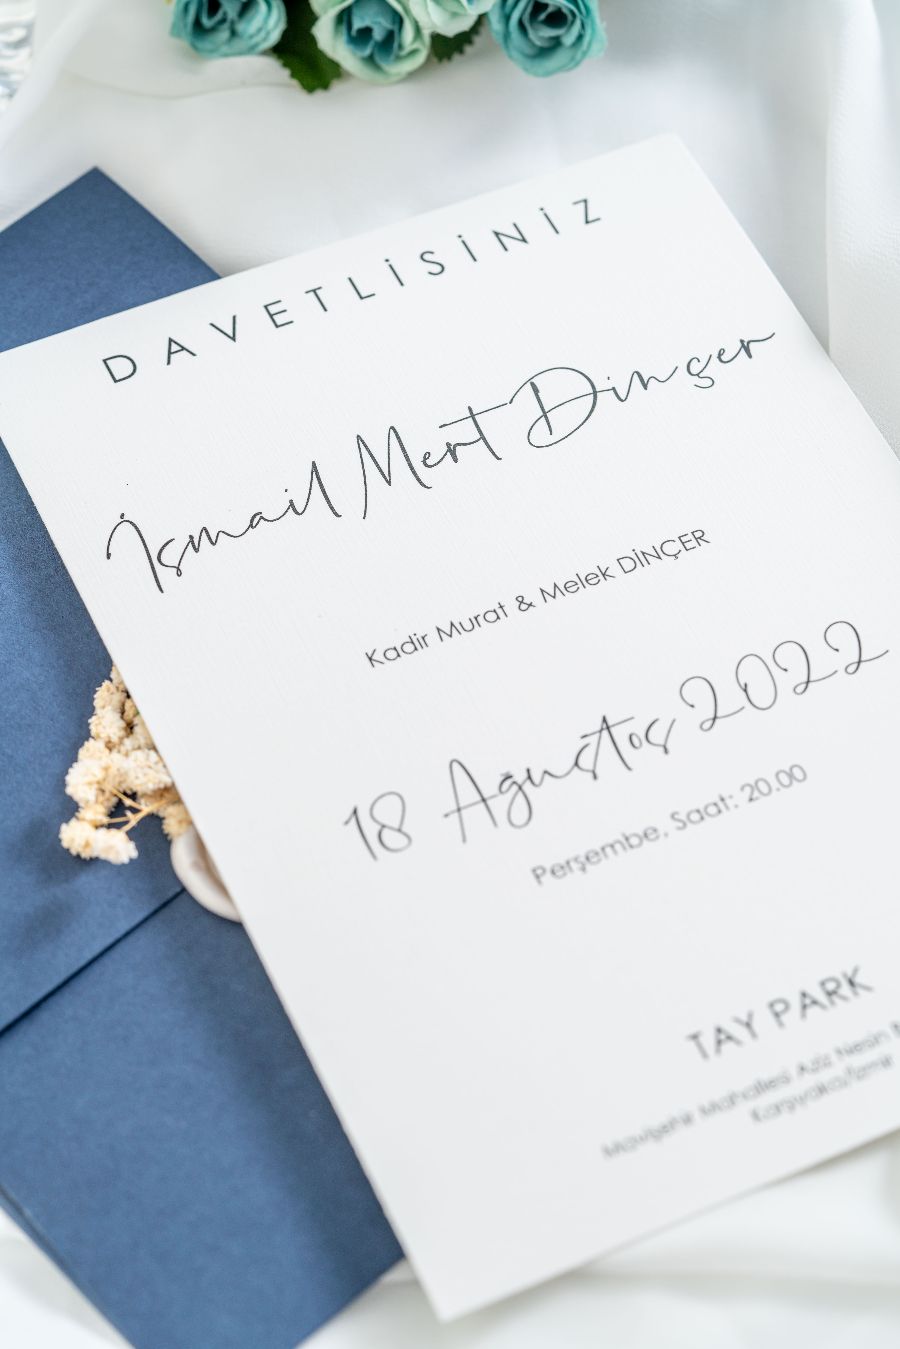 DAVETLİSİNİZ
İsmail Mert Dinçer
Kadir Murat & Melek DİNÇER
18 Ağustos 2022
Perşembe, Saat: 20.00
TAY PARK
Mavişehir Mahallesi Aziz Nesin
Karşıyaka/İzmir